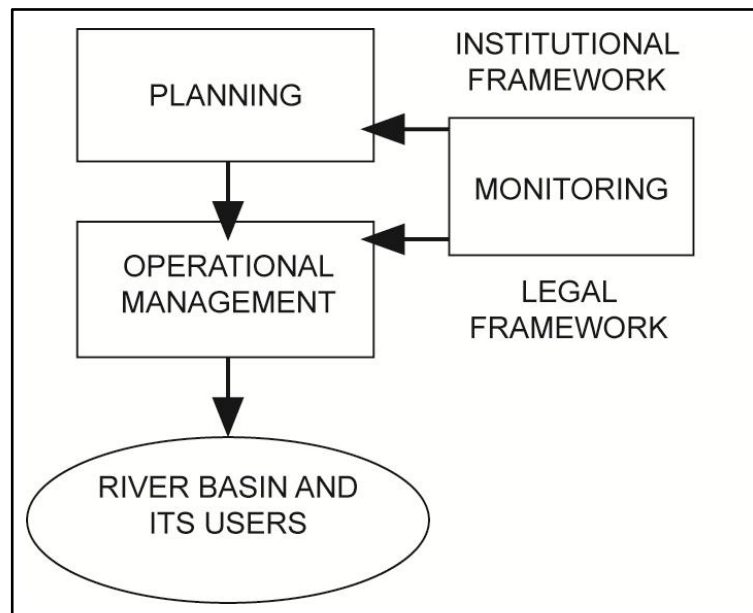 PLANNING
INSTITUTIONAL
FRAMEWORK
MONITORING
OPERATIONAL
MANAGEMENT
LEGAL
FRAMEWORK
RIVER BASIN AND
ITS USERS